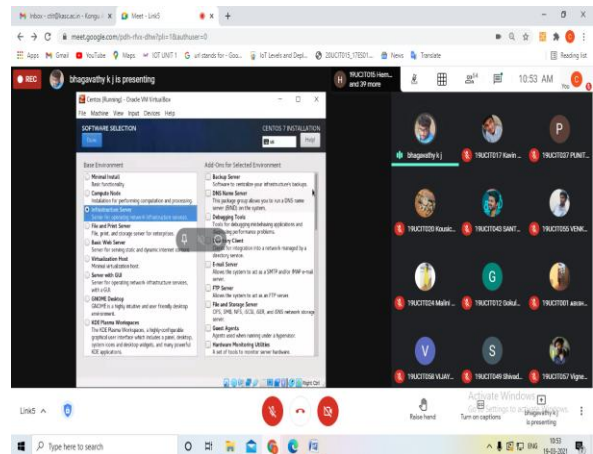 Inbox - ctt@kasc.ac.in - Kongu
Meet - Link5
meet.google.com/pdh-rfvx-dhe?pli=1&authuser=0
Apps Gmail YouTube Maps IOT UNIT 1 G url stands for - Goo... IoT Levels and Depl... 20UCITO13_17ES01... News Translate Reading list
REC bhagavathy k j is presenting
19UCIT015 Hem... and 39 more
10:53 AM You
Centos [Running] - Oracle VM VirtualBox
File Machine View Input Devices Help
SOFTWARE SELECTION
CENTOS 7 INSTALLATION
Done
us
Help!
Base Environment
Minimal Install
Basic functionality.
Compute Node
Installation for performing computation and processing.
Infrastructure Server
Server for operating network infrastructure services.
File and Print Server
File, print, and storage server for enterprises.
Basic Web Server
Server for serving static and dynamic internet content.
Virtualization Host
Minimal virtualization host.
Server with GUI
Server for operating network infrastructure services, with a GUI.
GNOME Desktop
GNOME is a highly intuitive and user friendly desktop environment.
KDE Plasma Workspaces
The KDE Plasma Workspaces, a highly-configurable
graphical user interface which includes a panel, desktop,
system icons and desktop widgets, and many powerful
KDE applications.
Add-Ons for Selected Environment
Backup Server
Software to centralize your infrastructure's backups.
DNS Name Server
This package group allows you to run a DNS name
server (BIND) on the system.
Debugging Tools
Tools for debugging misbehaving applications and
performance problems.
Directory Client
for integration into a network managed by a
directory service.
E-mail Server
Allows the system to act as a SMTP and/or IMAP e-mail
server.
FTP Server
Allows the system to act as an FTP server.
File and Storage Server
CIFS, SMB, NFS, iSCSI, iSER, and iSNS network storage
server.
Guest Agents
Agents used when running under a hypervisor.
Hardware Monitoring Utilities
A set of tools to monitor server hardware.
Right Ctrl
bhagavathy k j
19UCIT017 Kavin ...
P
19UCIT037 PUNIT...
19UCIT020 Kousic...
19UCIT043 SANT...
19UCIT055 VENK...
19UCIT024 Malini ...
G
19UCIT012 Gokul...
19UCIT001
V
19UCIT058 VIJAY...
S
19UCIT049 Shivad...
19UCIT057 Vigne...
Activate Windows
Go to Settings to activate Windows.
Link5
Raise hand
Turn on captions
bhagavathy k j
is presenting
Type here to search
ENG
10:53
19-03-2021